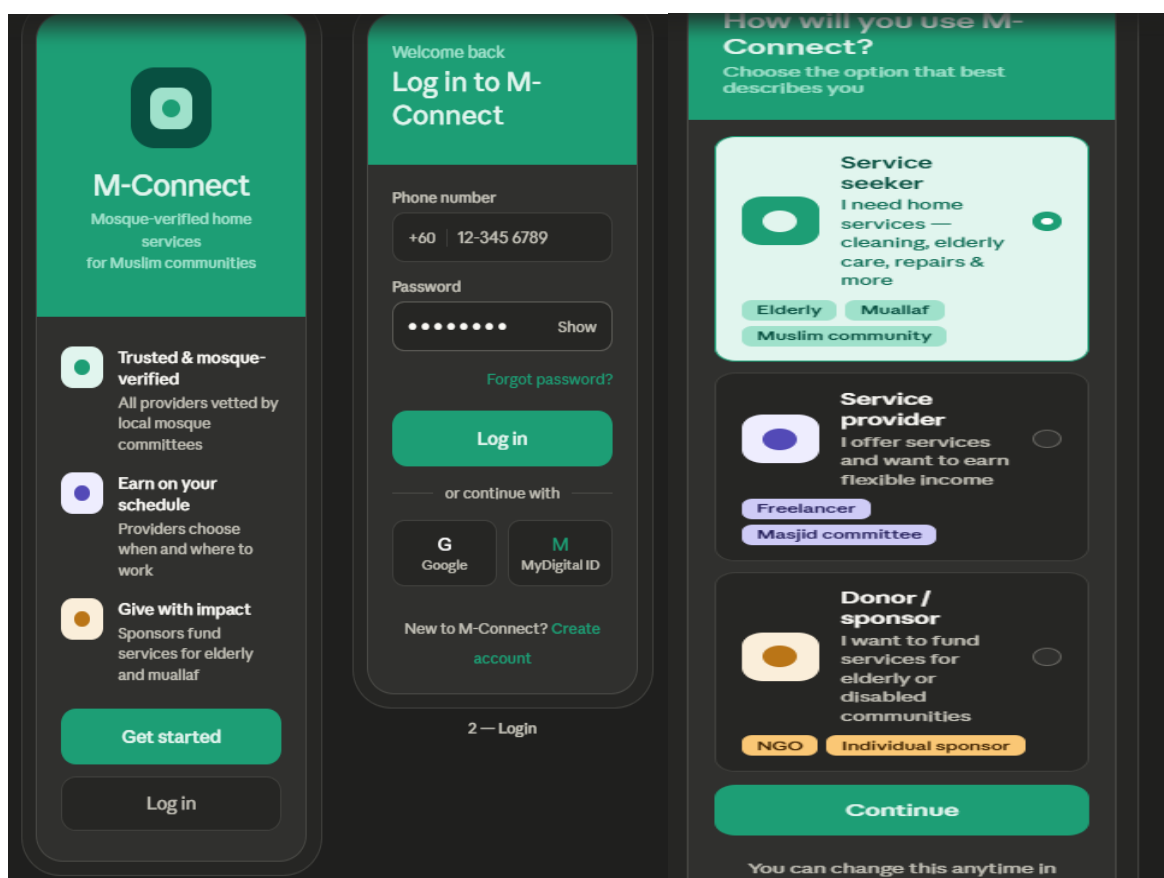 M-Connect
Mosque-verified home
services
for Muslim communities
Trusted & mosque-
verified
All providers vetted by
local mosque
committees
Earn on your
schedule
Providers choose
when and where to
work
Give with impact
Sponsors fund
services for elderly
and muallaf
Get started
Log in
Welcome back
Log in to M-
Connect
Phone number
+60 12-345 6789
Password
•••••••• Show
Forgot password?
Log in
or continue with
G
Google
M
MyDigital ID
New to M-Connect? Create
account
2 — Login
How will you use M-
Connect?
Choose the option that best
describes you
Service
seeker
I need home
services —
cleaning, elderly
care, repairs &
more
Elderly
Muallaf
Muslim community
Service
provider
I offer services
and want to earn
flexible income
Freelancer
Masjid committee
Donor /
sponsor
I want to fund
services for
elderly or
disabled
communities
NGO
Individual sponsor
Continue
You can change this anytime in